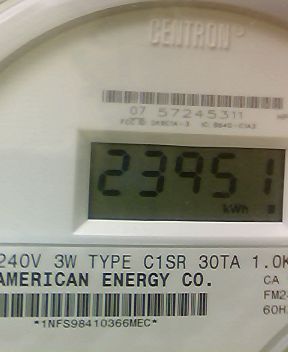 CENTRON®
07 57245311
23951
kWh
240V 3W TYPE C1SR 30TA 1.0K
AMERICAN ENERGY CO.
CA
FM2
60H
*1NFS98410366MEC*